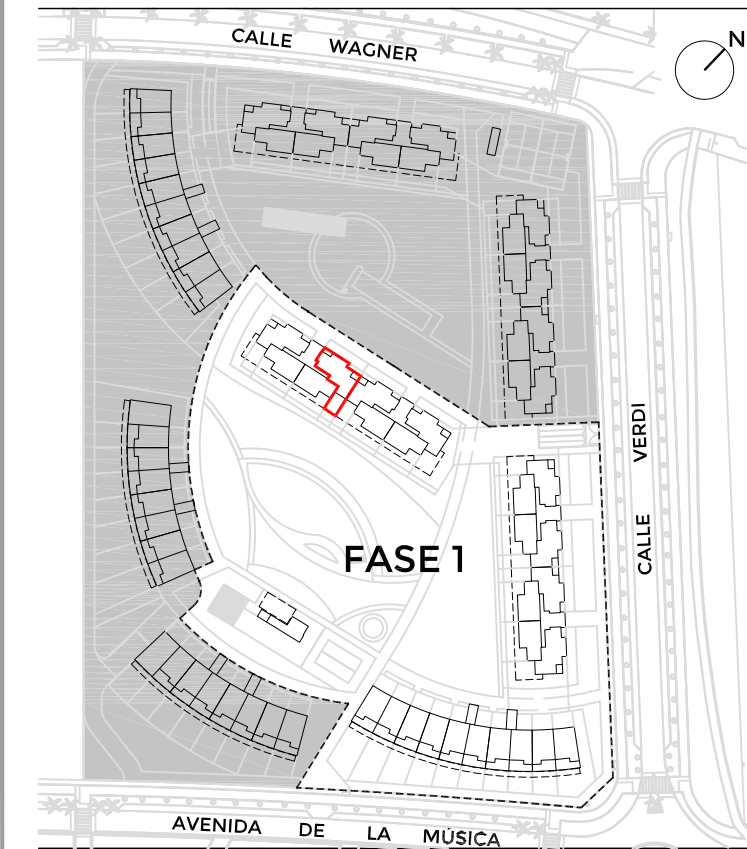 CALLE WAGNER
N
CALLE VERDI
FASE 1
AVENIDA DE LA MÚSICA